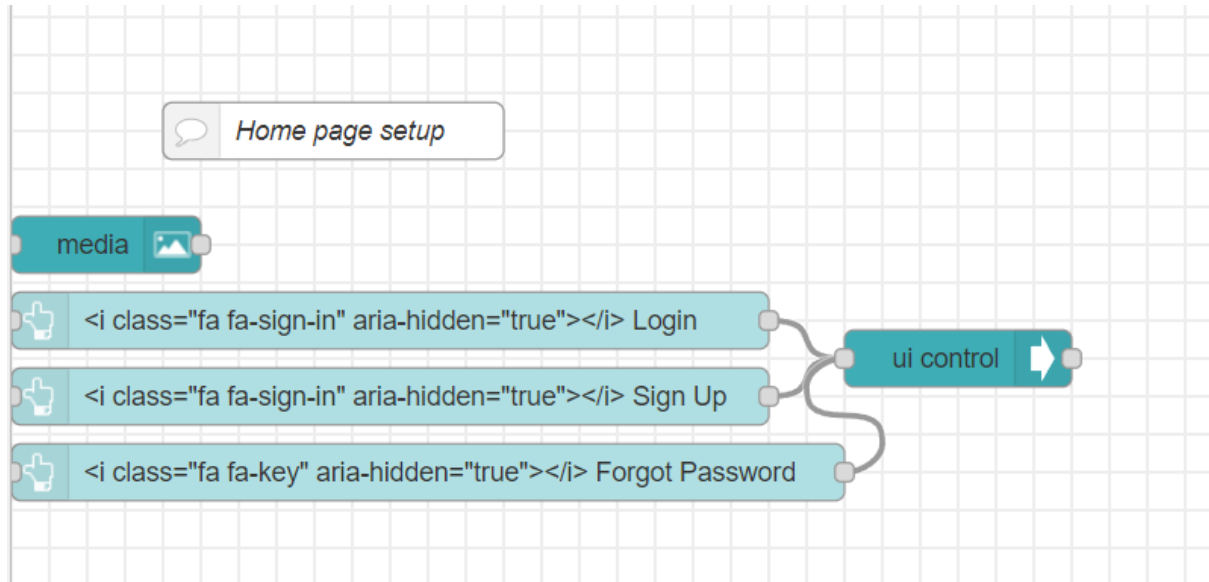 Home page setup
media
<i class="fa fa-sign-in" aria-hidden="true"></i> Login
ui control
<i class="fa fa-sign-in" aria-hidden="true"></i> Sign Up
<i class="fa fa-key" aria-hidden="true"></i> Forgot Password